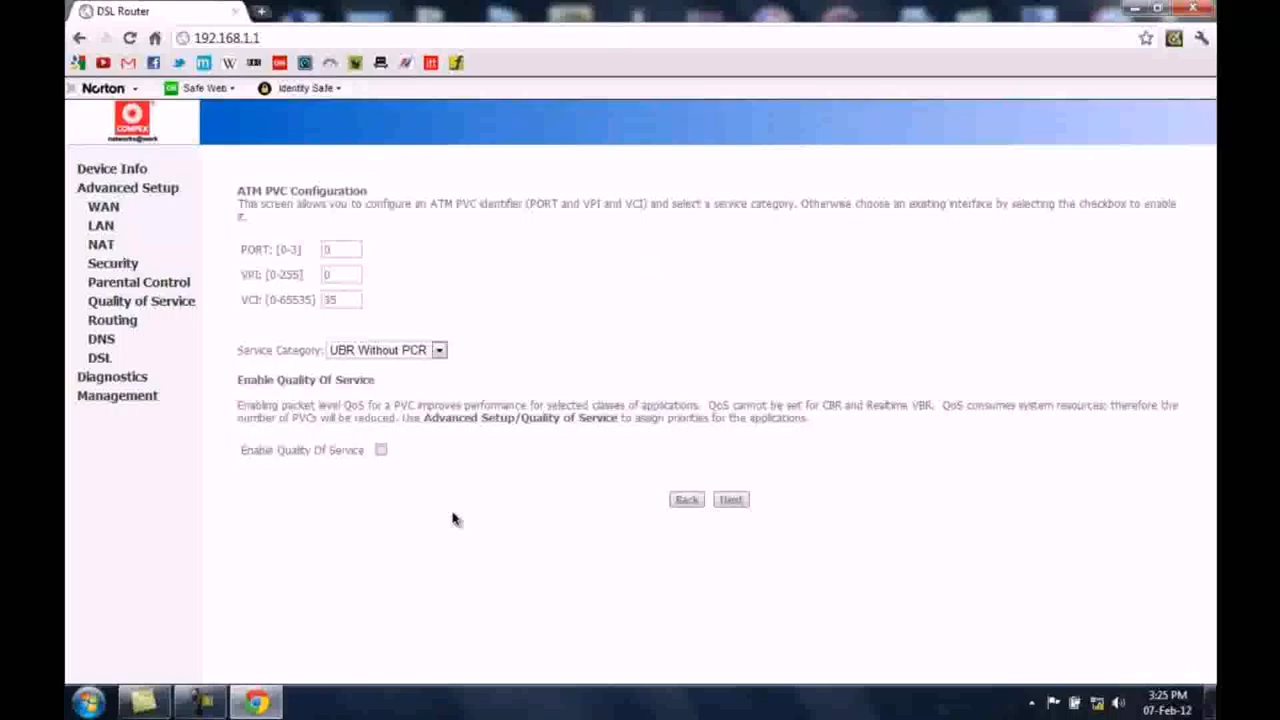 DSL Router
192.168.1.1
Norton
Safe Web
Identity Safe
COMPEX
networks@work
Device Info
Advanced Setup
WAN
LAN
NAT
Security
Parental Control
Quality of Service
Routing
DNS
DSL
Diagnostics
Management
ATM PVC Configuration
This screen allows you to configure an ATM PVC identifier (PORT and VPI and VCI) and select a service category. Otherwise choose an existing interface by selecting the checkbox to enable
it.
PORT: [0-3] 0
VPI: [0-255] 0
VCI: [0-65535] 35
Service Category: UBR Without PCR
Enable Quality Of Service
Enabling packet level QoS for a PVC improves performance for selected classes of applications. QoS cannot be set for CBR and Realtime VBR. QoS consumes system resources; therefore the
number of PVCs will be reduced. Use Advanced Setup/Quality of Service to assign priorities for the applications.
Enable Quality Of Service
Back Next
3:25 PM
07-Feb-12